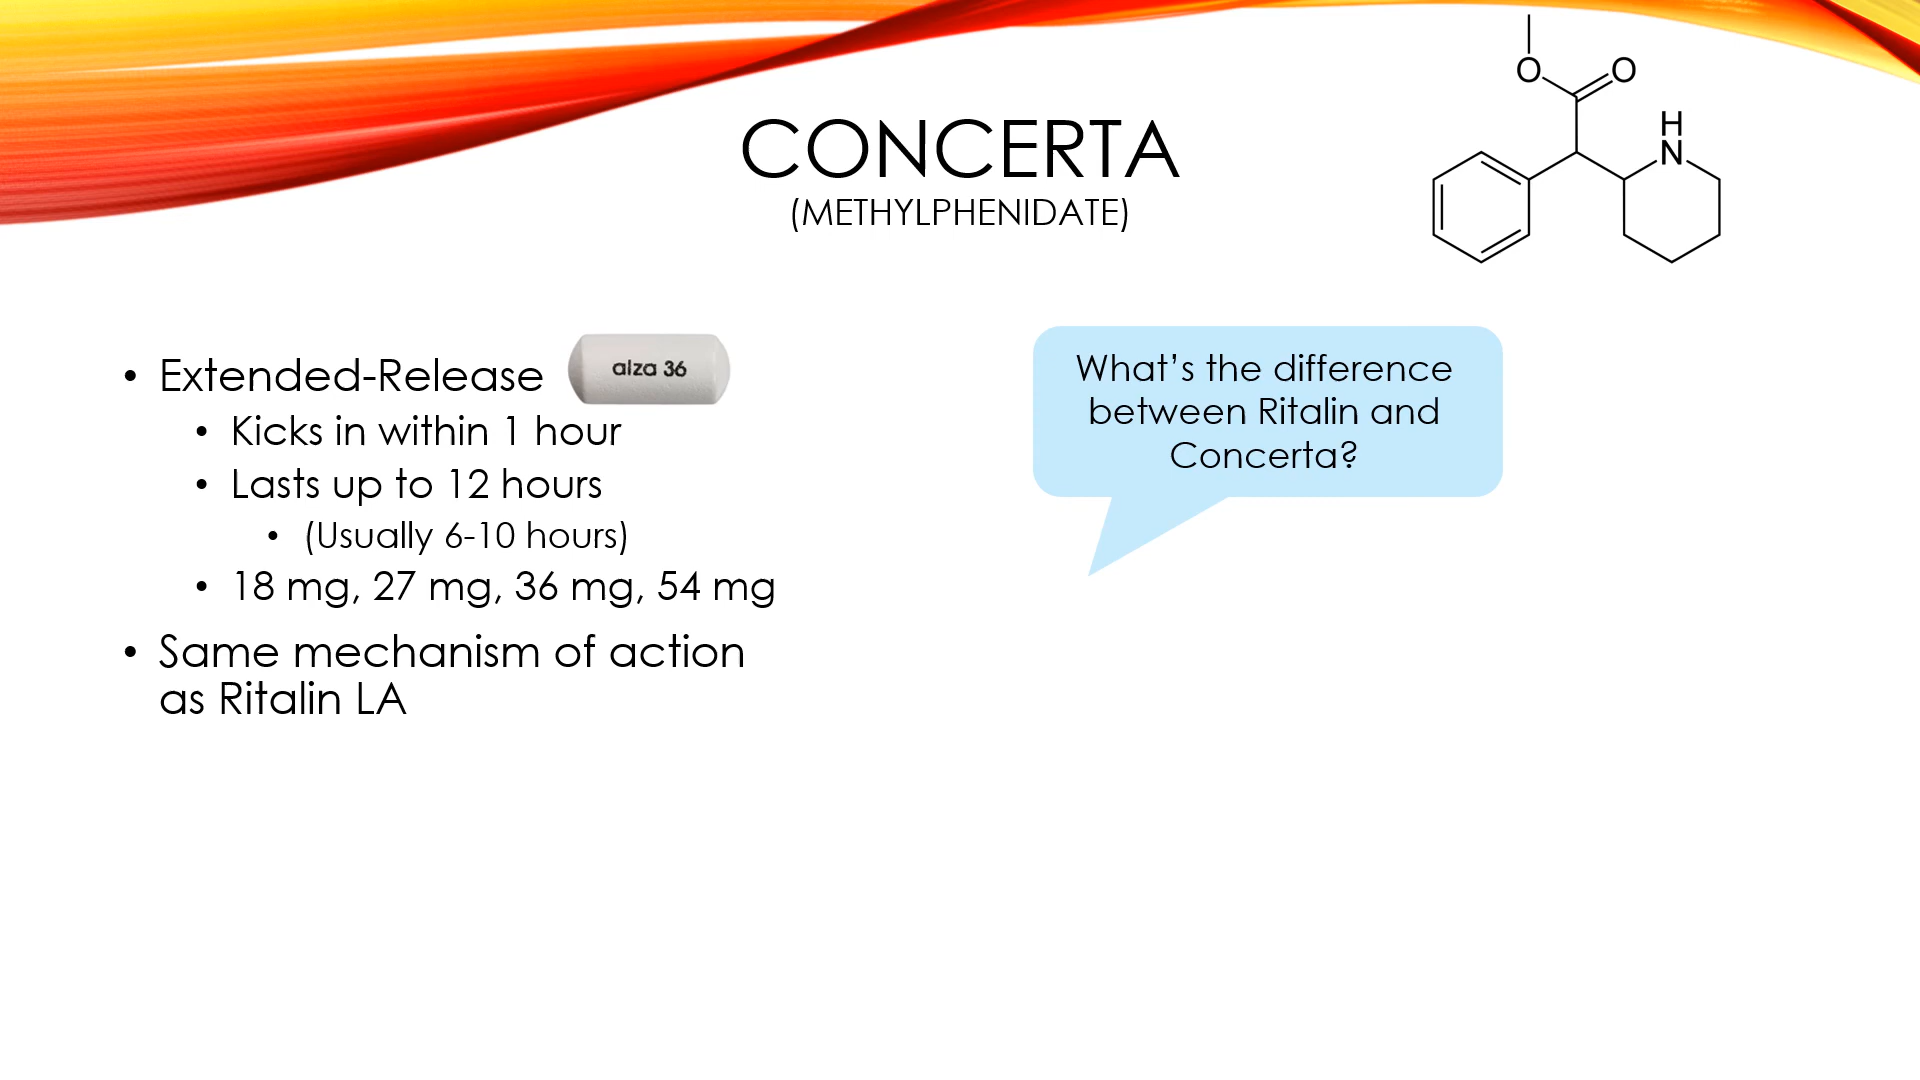 CONCERTA
(METHYLPHENIDATE)
O
O
H
N
• Extended-Release
alza 36
• Kicks in within 1 hour
• Lasts up to 12 hours
• (Usually 6-10 hours)
• 18 mg, 27 mg, 36 mg, 54 mg
• Same mechanism of action
as Ritalin LA
What's the difference
between Ritalin and
Concerta?